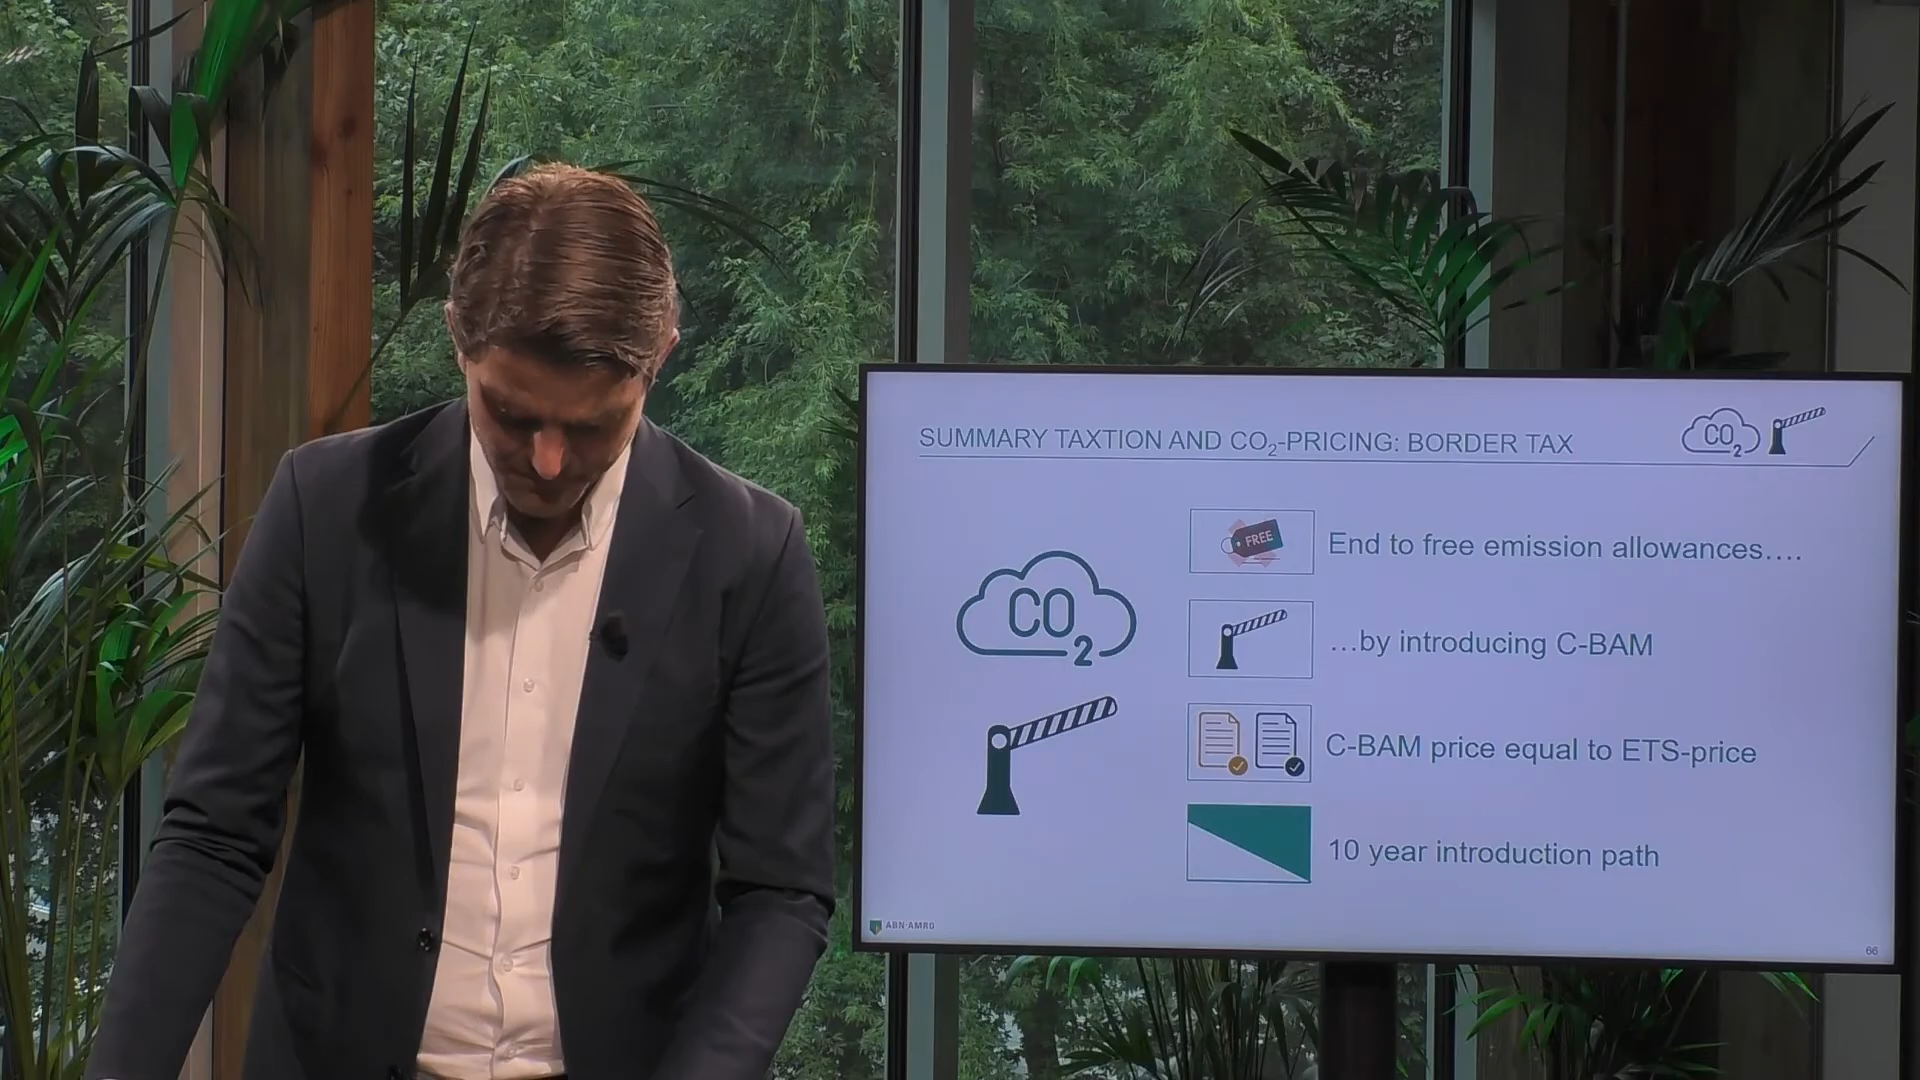 SUMMARY TAXTION AND CO₂-PRICING: BORDER TAX
CO₂
CO₂
FREE
End to free emission allowances....
...by introducing C-BAM
C-BAM price equal to ETS-price
10 year introduction path
ABN·AMRO
66